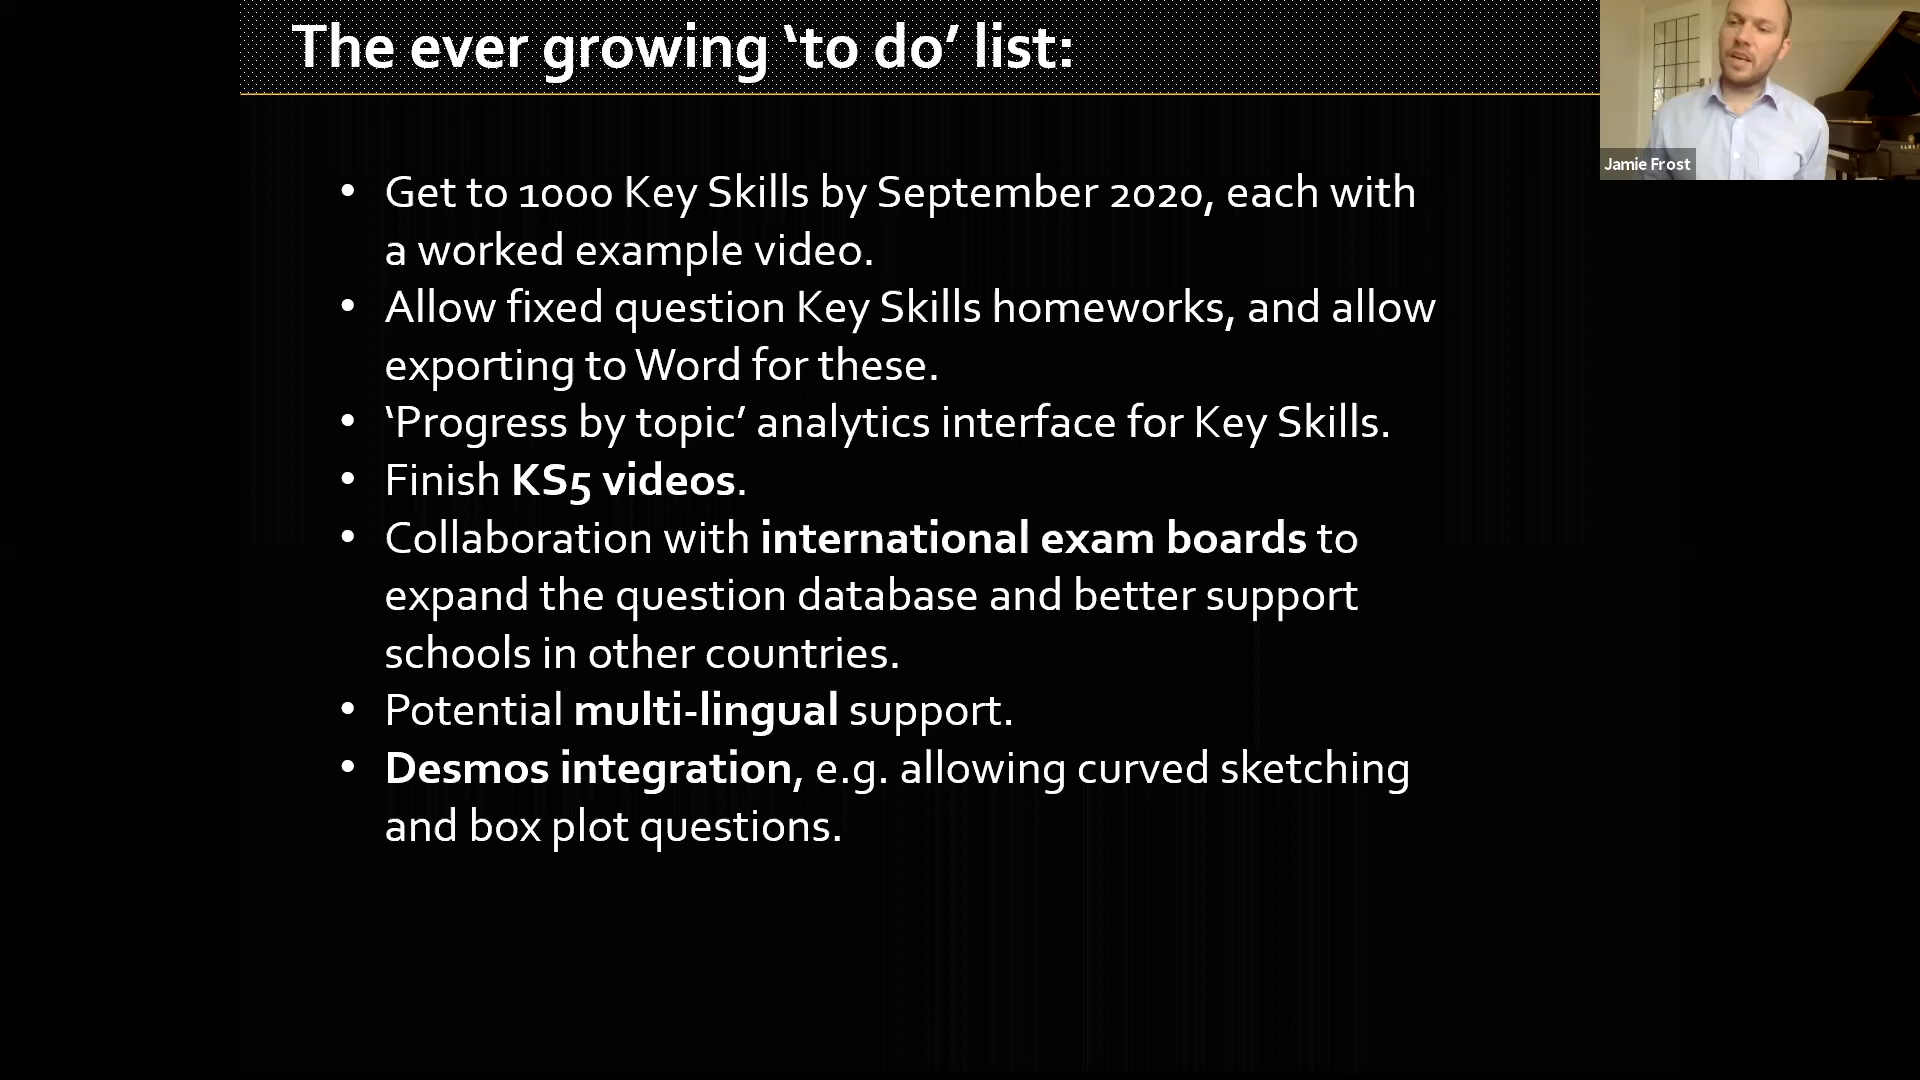 The ever growing ‘to do’ list:
Jamie Frost
• Get to 1000 Key Skills by September 2020, each with
a worked example video.
• Allow fixed question Key Skills homeworks, and allow
exporting to Word for these.
• ‘Progress by topic’ analytics interface for Key Skills.
• Finish KS5 videos.
• Collaboration with international exam boards to
expand the question database and better support
schools in other countries.
• Potential multi-lingual support.
• Desmos integration, e.g. allowing curved sketching
and box plot questions.